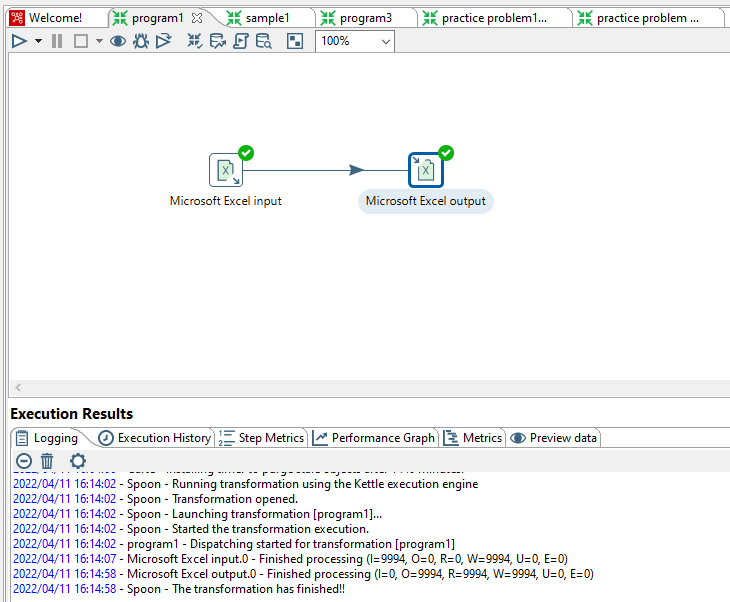 Welcome!
program1
sample1
program3
practice problem1...
practice problem ...
100%
Microsoft Excel input
Microsoft Excel output
Execution Results
Logging
Execution History
Step Metrics
Performance Graph
Metrics
Preview data
2022/04/11 16:14:02 - Spoon - Running transformation using the Kettle execution engine
2022/04/11 16:14:02 - Spoon - Transformation opened.
2022/04/11 16:14:02 - Spoon - Launching transformation [program1]...
2022/04/11 16:14:02 - Spoon - Started the transformation execution.
2022/04/11 16:14:02 - program1 - Dispatching started for transformation [program1]
2022/04/11 16:14:07 - Microsoft Excel input.0 - Finished processing (I=9994, O=0, R=0, W=9994, U=0, E=0)
2022/04/11 16:14:58 - Microsoft Excel output.0 - Finished processing (I=0, O=9994, R=9994, W=9994, U=0, E=0)
2022/04/11 16:14:58 - Spoon - The transformation has finished!!